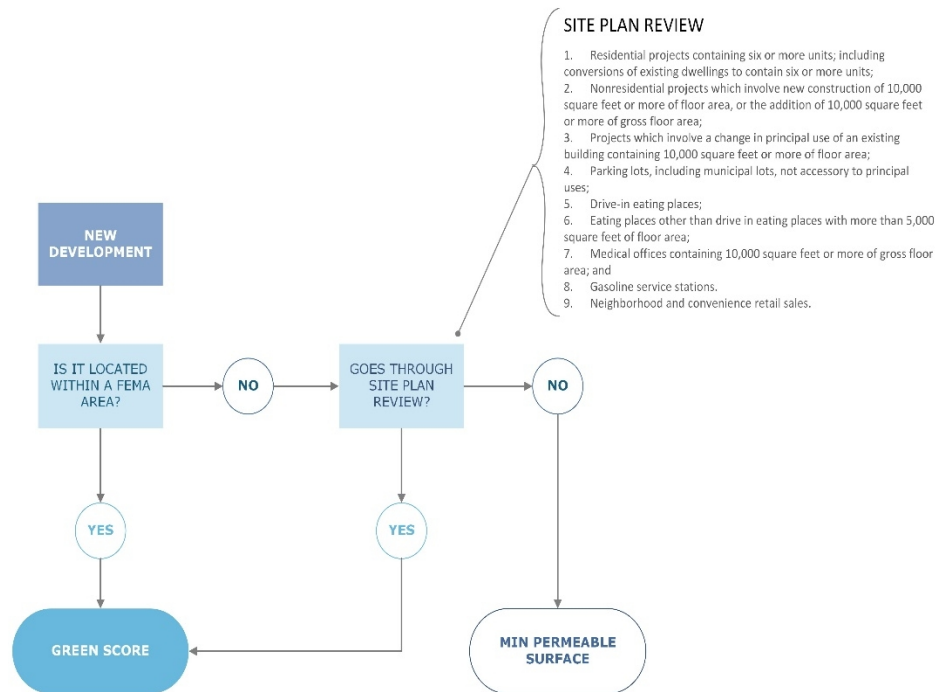 SITE PLAN REVIEW
1. Residential projects containing six or more units; including
conversions of existing dwellings to contain six or more units;
2. Nonresidential projects which involve new construction of 10,000
square feet or more of floor area, or the addition of 10,000 square feet
or more of gross floor area;
3. Projects which involve a change in principal use of an existing
building containing 10,000 square feet or more of floor area;
4. Parking lots, including municipal lots, not accessory to principal
uses;
5. Drive-in eating places;
6. Eating places other than drive in eating places with more than 5,000
square feet of floor area;
7. Medical offices containing 10,000 square feet or more of gross floor
area; and
8. Gasoline service stations.
9. Neighborhood and convenience retail sales.
NEW
DEVELOPMENT
IS IT LOCATED
WITHIN A FEMA
AREA?
NO
GOES THROUGH
SITE PLAN
REVIEW?
NO
YES
YES
GREEN SCORE
MIN PERMEABLE
SURFACE